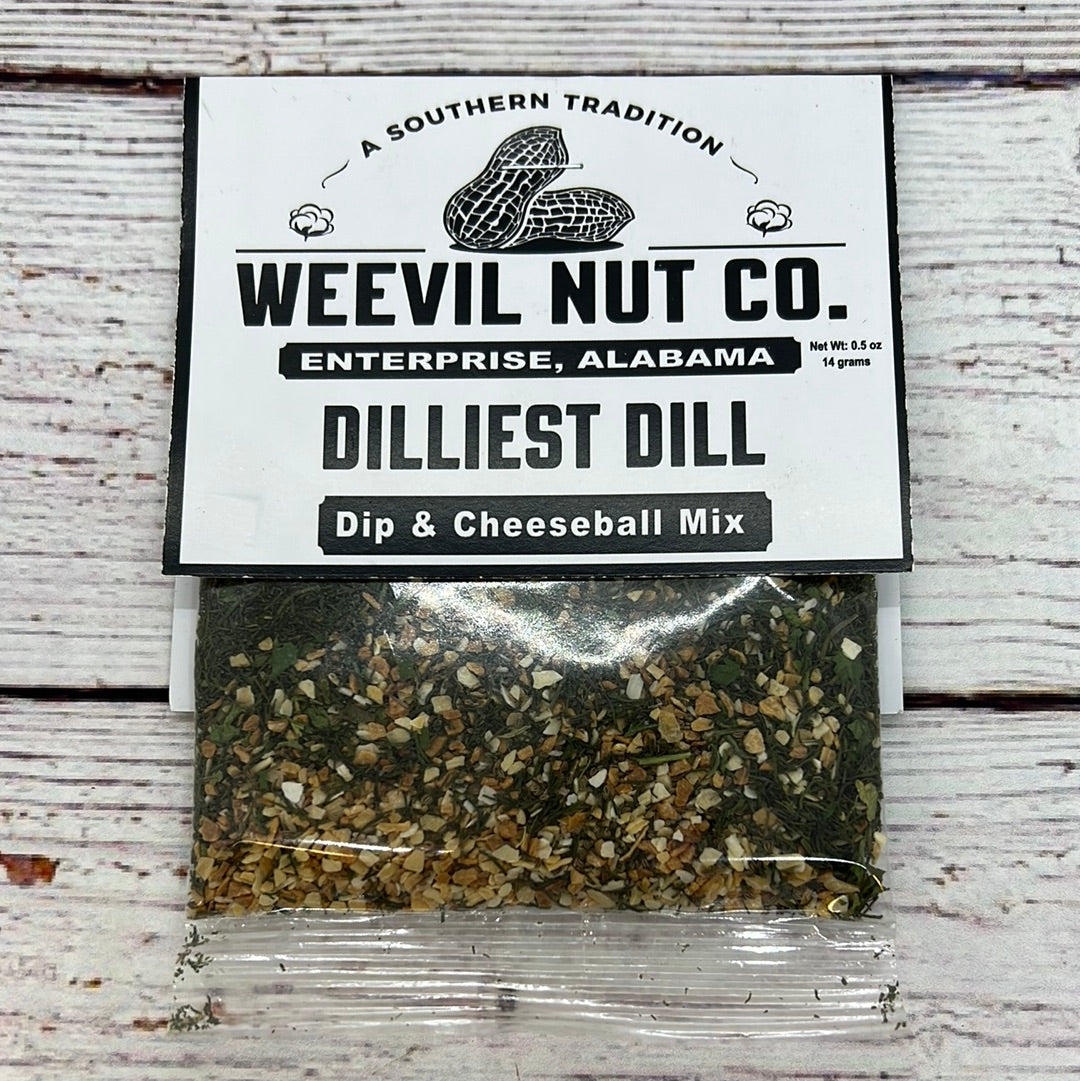 A SOUTHERN TRADITION
WEEVIL NUT CO.
ENTERPRISE, ALABAMA
Net Wt: 0.5 oz
14 grams
DILLIEST DILL
Dip & Cheeseball Mix